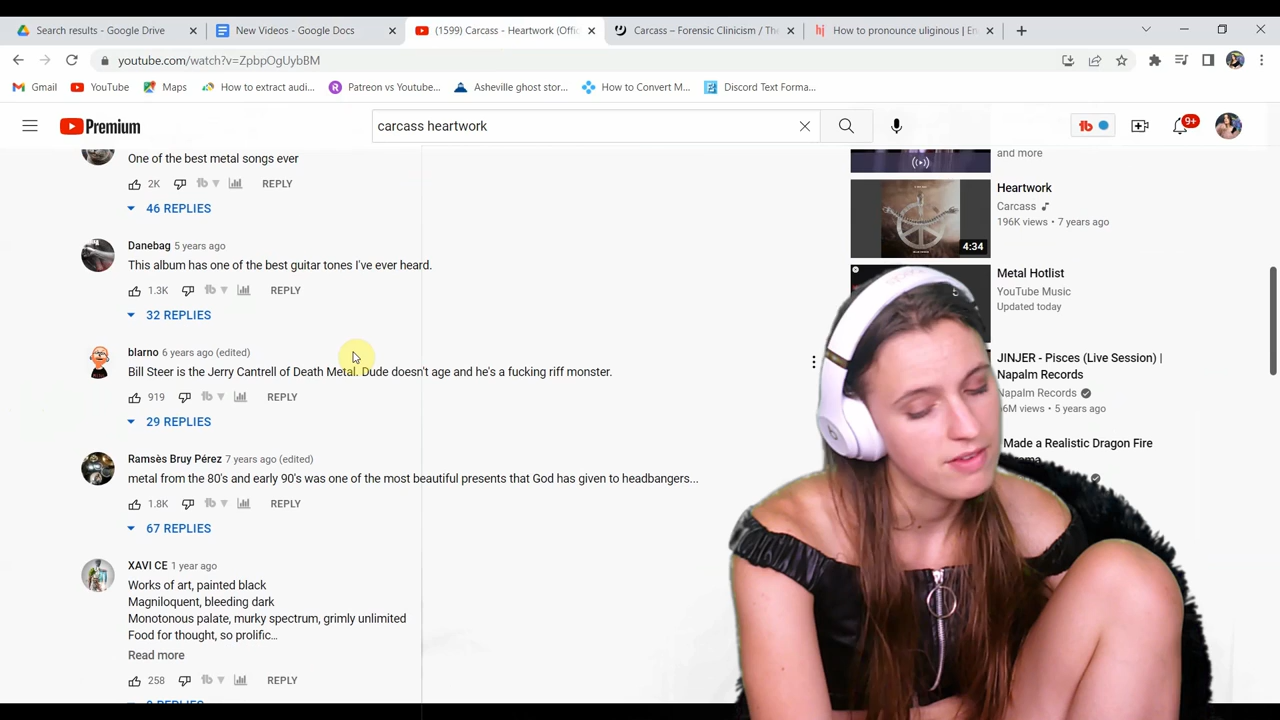 Search results - Google Drive
New Videos - Google Docs
(1599) Carcass - Heartwork (Offi
Carcass – Forensic Clinicism / The
How to pronounce uliginous | En
youtube.com/watch?v=ZpbpOgUybBM
Gmail
YouTube
Maps
How to extract audi...
Patreon vs Youtube...
Asheville ghost stor...
How to Convert M...
Discord Text Forma...
Premium
carcass heartwork
9+
One of the best metal songs ever
2K
REPLY
46 REPLIES
Danebag 5 years ago
This album has one of the best guitar tones I've ever heard.
1.3K
REPLY
32 REPLIES
blarno 6 years ago (edited)
Bill Steer is the Jerry Cantrell of Death Metal. Dude doesn't age and he's a fucking riff monster.
919
REPLY
29 REPLIES
Ramsès Bruy Pérez 7 years ago (edited)
metal from the 80's and early 90's was one of the most beautiful presents that God has given to headbangers...
1.8K
REPLY
67 REPLIES
XAVI CE 1 year ago
Works of art, painted black
Magniloquent, bleeding dark
Monotonous palate, murky spectrum, grimly unlimited
Food for thought, so prolific...
Read more
258
REPLY
and more
Heartwork
Carcass
196K views • 7 years ago
4:34
Metal Hotlist
YouTube Music
Updated today
JINJER - Pisces (Live Session) |
Napalm Records
Napalm Records
6M views • 5 years ago
Made a Realistic Dragon Fire